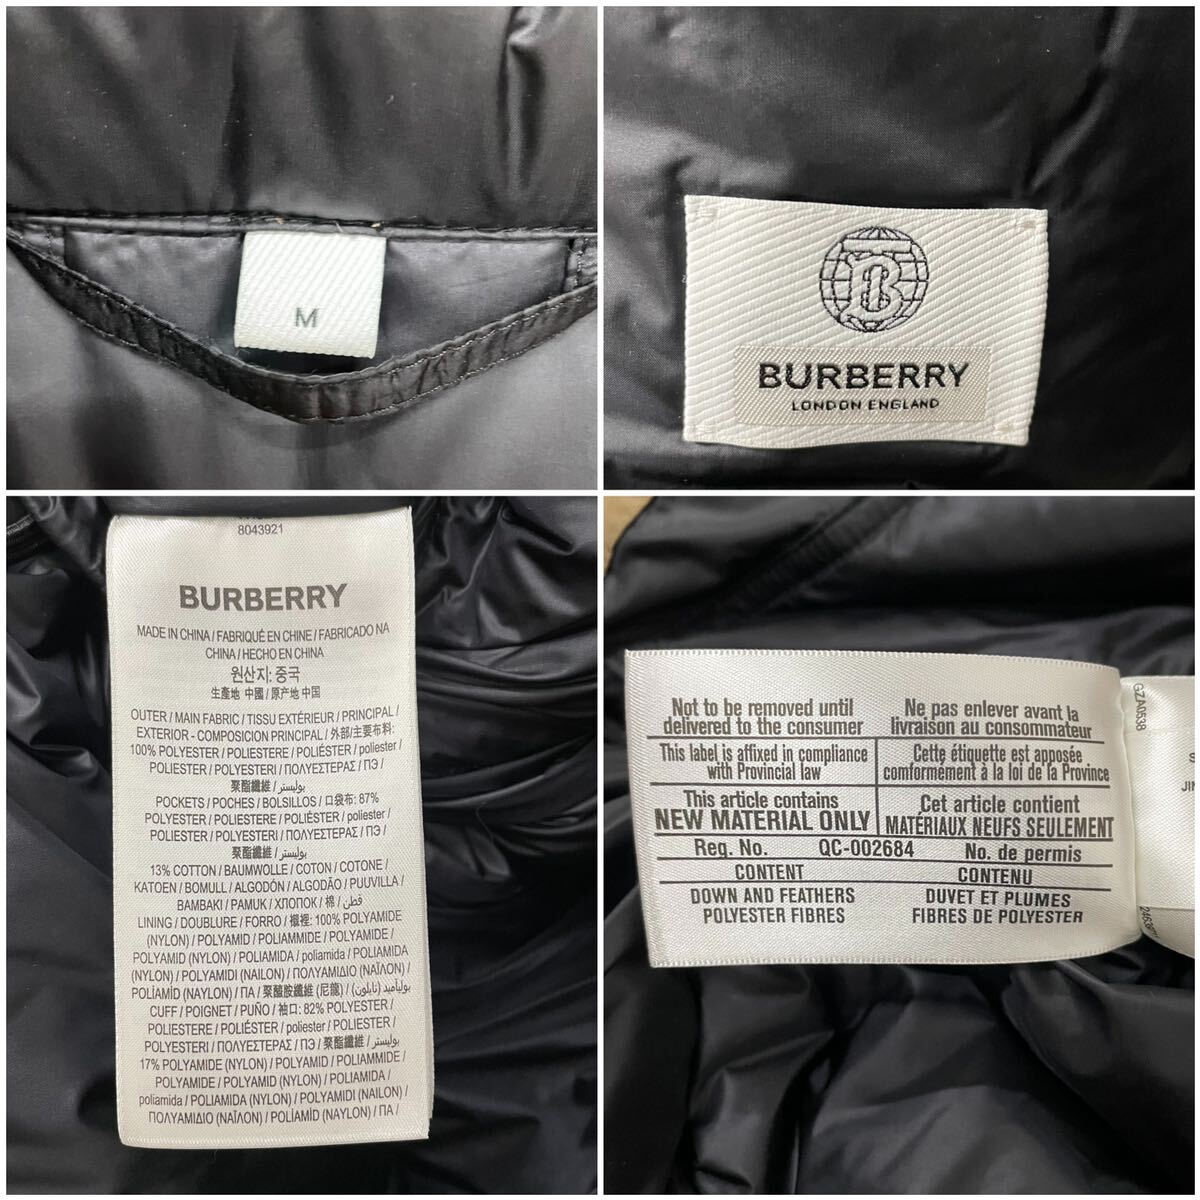 M
B
BURBERRY
LONDON ENGLAND
8043921
BURBERRY
MADE IN CHINA / FABRIQUÉ EN CHINE / FABRICADO NA
CHINA / HECHO EN CHINA
원산지: 중국
生產地 中國 / 原产地 中国
OUTER / MAIN FABRIC / TISSU EXTÉRIEUR / PRINCIPAL /
EXTERIOR - COMPOSICION PRINCIPAL / 外部/主要布料:
100% POLYESTER / POLIESTERE / POLIÉSTER / poliester /
POLIESTER / POLYESTERI / ΠΟΛΥΕΣΤΕΡΑΣ / ПЭ /
聚酯纖維 / بوليستر
POCKETS / POCHES / BOLSILLOS / 口袋布: 87%
POLYESTER / POLIESTERE / POLIÉSTER / poliester /
POLIESTER / POLYESTERI / ΠΟΛΥΕΣΤΕΡΑΣ / ПЭ /
聚酯纖維 / بوليستر
13% COTTON / BAUMWOLLE / COTON / COTONE /
KATOEN / BOMULL / ALGODÓN / ALGODÃO / PUUVILLA /
BAMBAKI / PAMUK / ХЛОПОК / 棉 / قطن
LINING / DOUBLURE / FORRO / 襯裡: 100% POLYAMIDE
(NYLON) / POLYAMID / POLIAMMIDE / POLYAMIDE /
POLYAMID (NYLON) / POLIAMIDA / poliamida / POLYAMID
(NYLON) / POLYAMIDI (NAILON) / ΠΟΛΥΑΜΙΔΙΟ (ΝΑΪΛΟΝ) /
POLİAMİD (NAYLON) / ПА / 聚醯胺纖維 (尼龍) / بوليأميد (نايلون)
CUFF / POIGNET / PUÑO / 袖口: 82% POLYESTER /
POLIESTERE / POLIÉSTER / poliester / POLIESTER /
POLYESTERI / ΠΟΛΥΕΣΤΕΡΑΣ / ПЭ / 聚酯纖維 / بوليستر
17% POLYAMIDE (NYLON) / POLYAMID / POLIAMMIDE
/ POLYAMIDE / POLYAMID (NYLON) / POLIAMIDA /
poliamida / POLYAMID (NYLON) / POLYAMIDI (NAILON) /
ΠΟΛΥΑΜΙΔΙΟ (ΝΑΪΛΟΝ) / POLİAMİD (NAYLON) / ПА /
Not to be removed until
delivered to the consumer
Ne pas enlever avant la
livraison au consommateur
This label is affixed in compliance
with Provincial law
Cette étiquette est apposée
conformément à la loi de la Province
This article contains
NEW MATERIAL ONLY
Cet article contient
MATÉRIAUX NEUFS SEULEMENT
Reg. No. QC-002684 No. de permis
CONTENT
CONTENU
DOWN AND FEATHERS
POLYESTER FIBRES
DUVET ET PLUMES
FIBRES DE POLYESTER
GZA0538